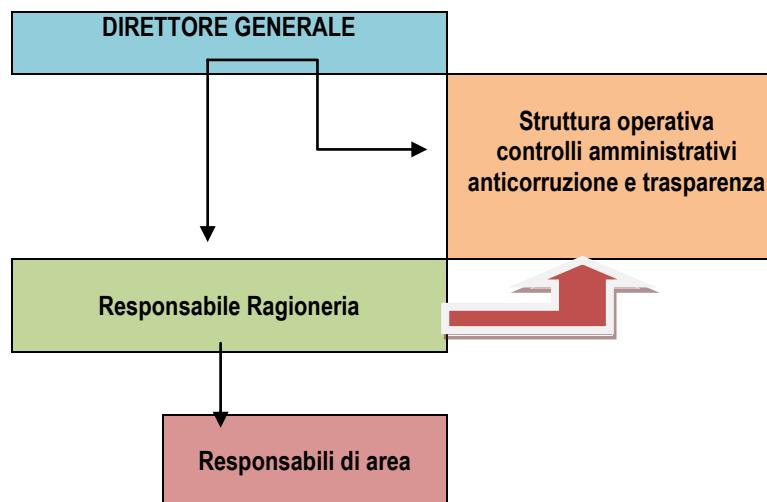 DIRETTORE GENERALE
Struttura operativa
controlli amministrativi
anticorruzione e trasparenza
Responsabile Ragioneria
Responsabili di area